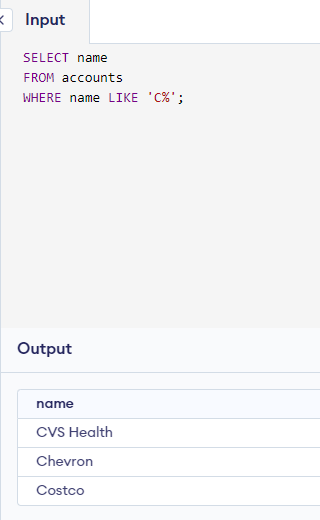 Input
SELECT name
FROM accounts
WHERE name LIKE 'C%';
Output
name
CVS Health
Chevron
Costco